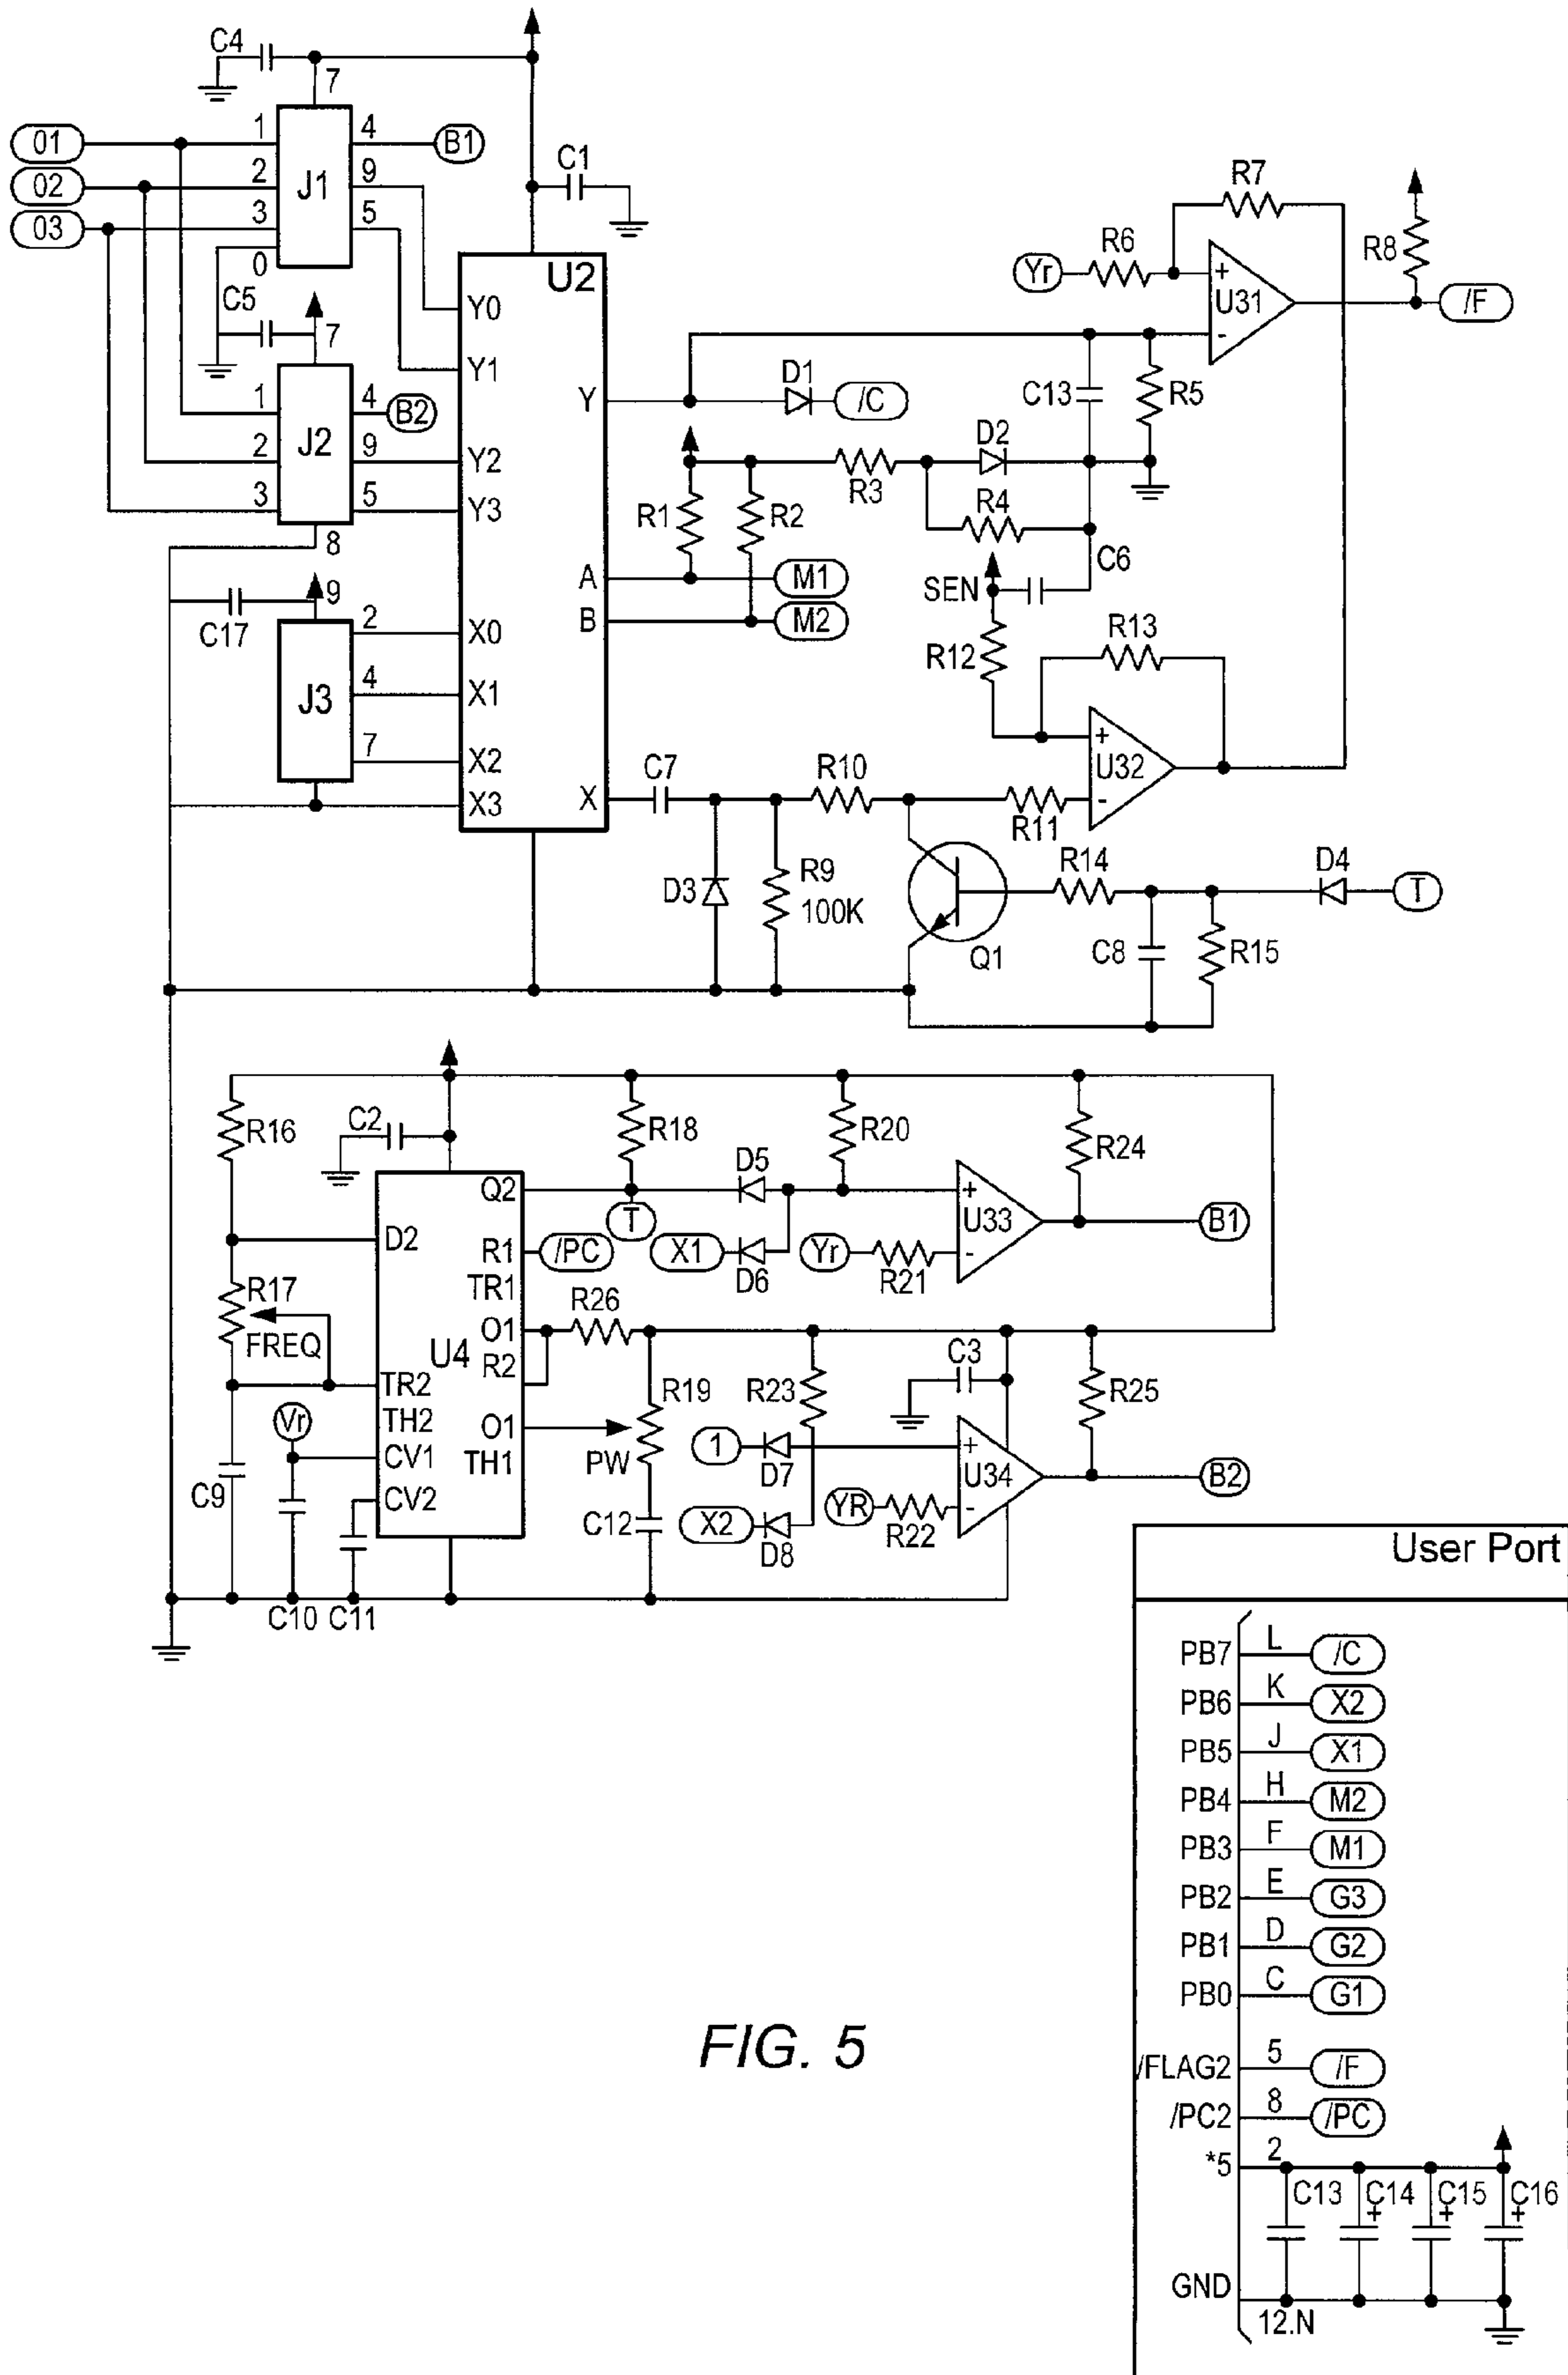 C4
7
01
1
4
B1
02
2
9
J1
03
3
5
0
C1
C5
7
U2
Y0
Y1
1
4
B2
2
J2
9
Y2
3
5
Y3
8
Y
D1
/C
R7
R6
Yr
+
U31
-
R8
/F
C13
R5
D2
R3
R4
R1
R2
C6
SEN
A
M1
B
M2
9
C17
2
X0
J3
4
X1
7
X2
X3
X
R12
R13
+
U32
-
C7
R10
R11
D3
R9
100K
Q1
R14
D4
T
C8
R15
R16
C2
R18
R20
R24
D5
Q2
T
+
U33
-
B1
D2
R1
/PC
X1
D6
Yr
R21
TR1
R17
FREQ
R26
O1
U4
R2
C3
TR2
R19
R23
R25
TH2
Vr
O1
1
D7
+
U34
-
B2
CV1
TH1
PW
C9
CV2
C12
X2
D8
YR
R22
C10
C11
User Port
PB7 L /C
PB6 K X2
PB5 J X1
PB4 H M2
PB3 F M1
PB2 E G3
PB1 D G2
PB0 C G1
/FLAG2 5 /F
/PC2 8 /PC
*5 2
C13
C14
+
C15
+
C16
+
GND
12.N
FIG. 5